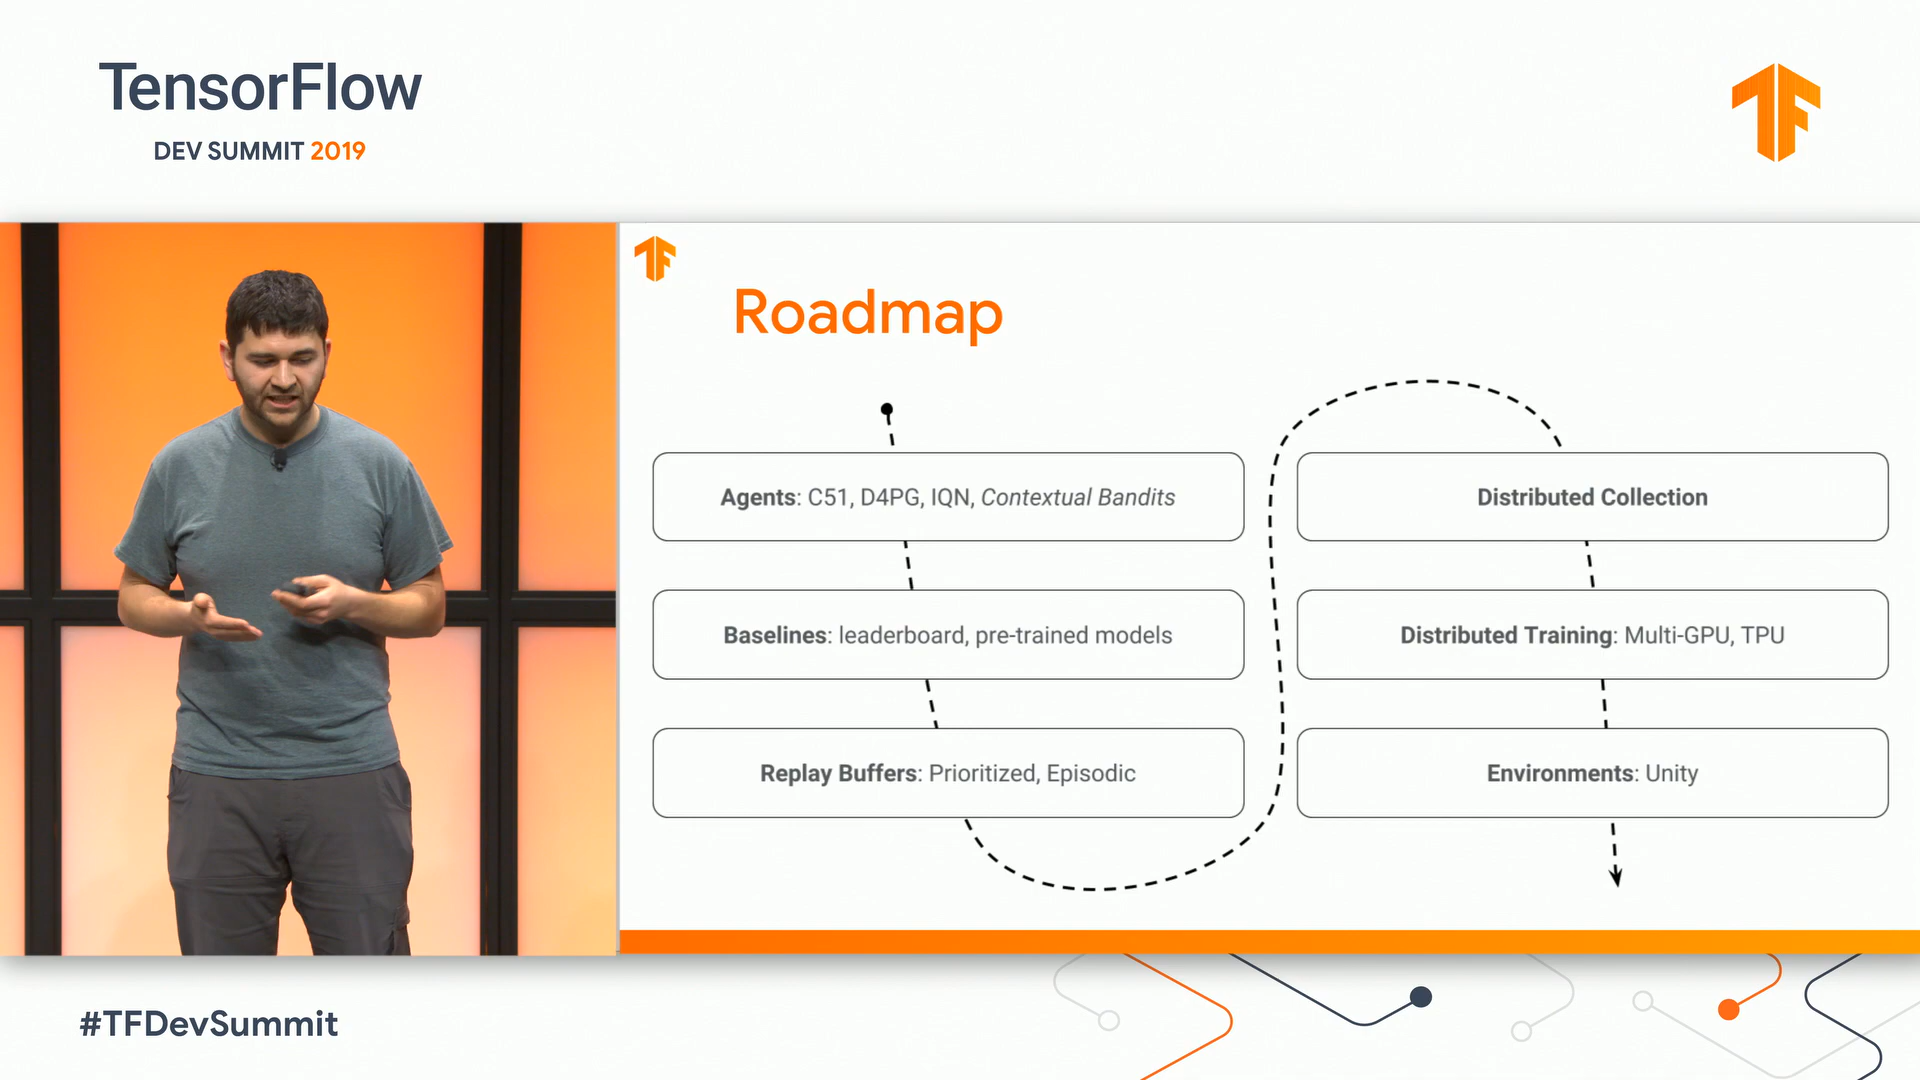 TensorFlow
DEV SUMMIT 2019
Roadmap
Agents: C51, D4PG, IQN, Contextual Bandits
Baselines: leaderboard, pre-trained models
Replay Buffers: Prioritized, Episodic
Distributed Collection
Distributed Training: Multi-GPU, TPU
Environments: Unity
#TFDevSummit